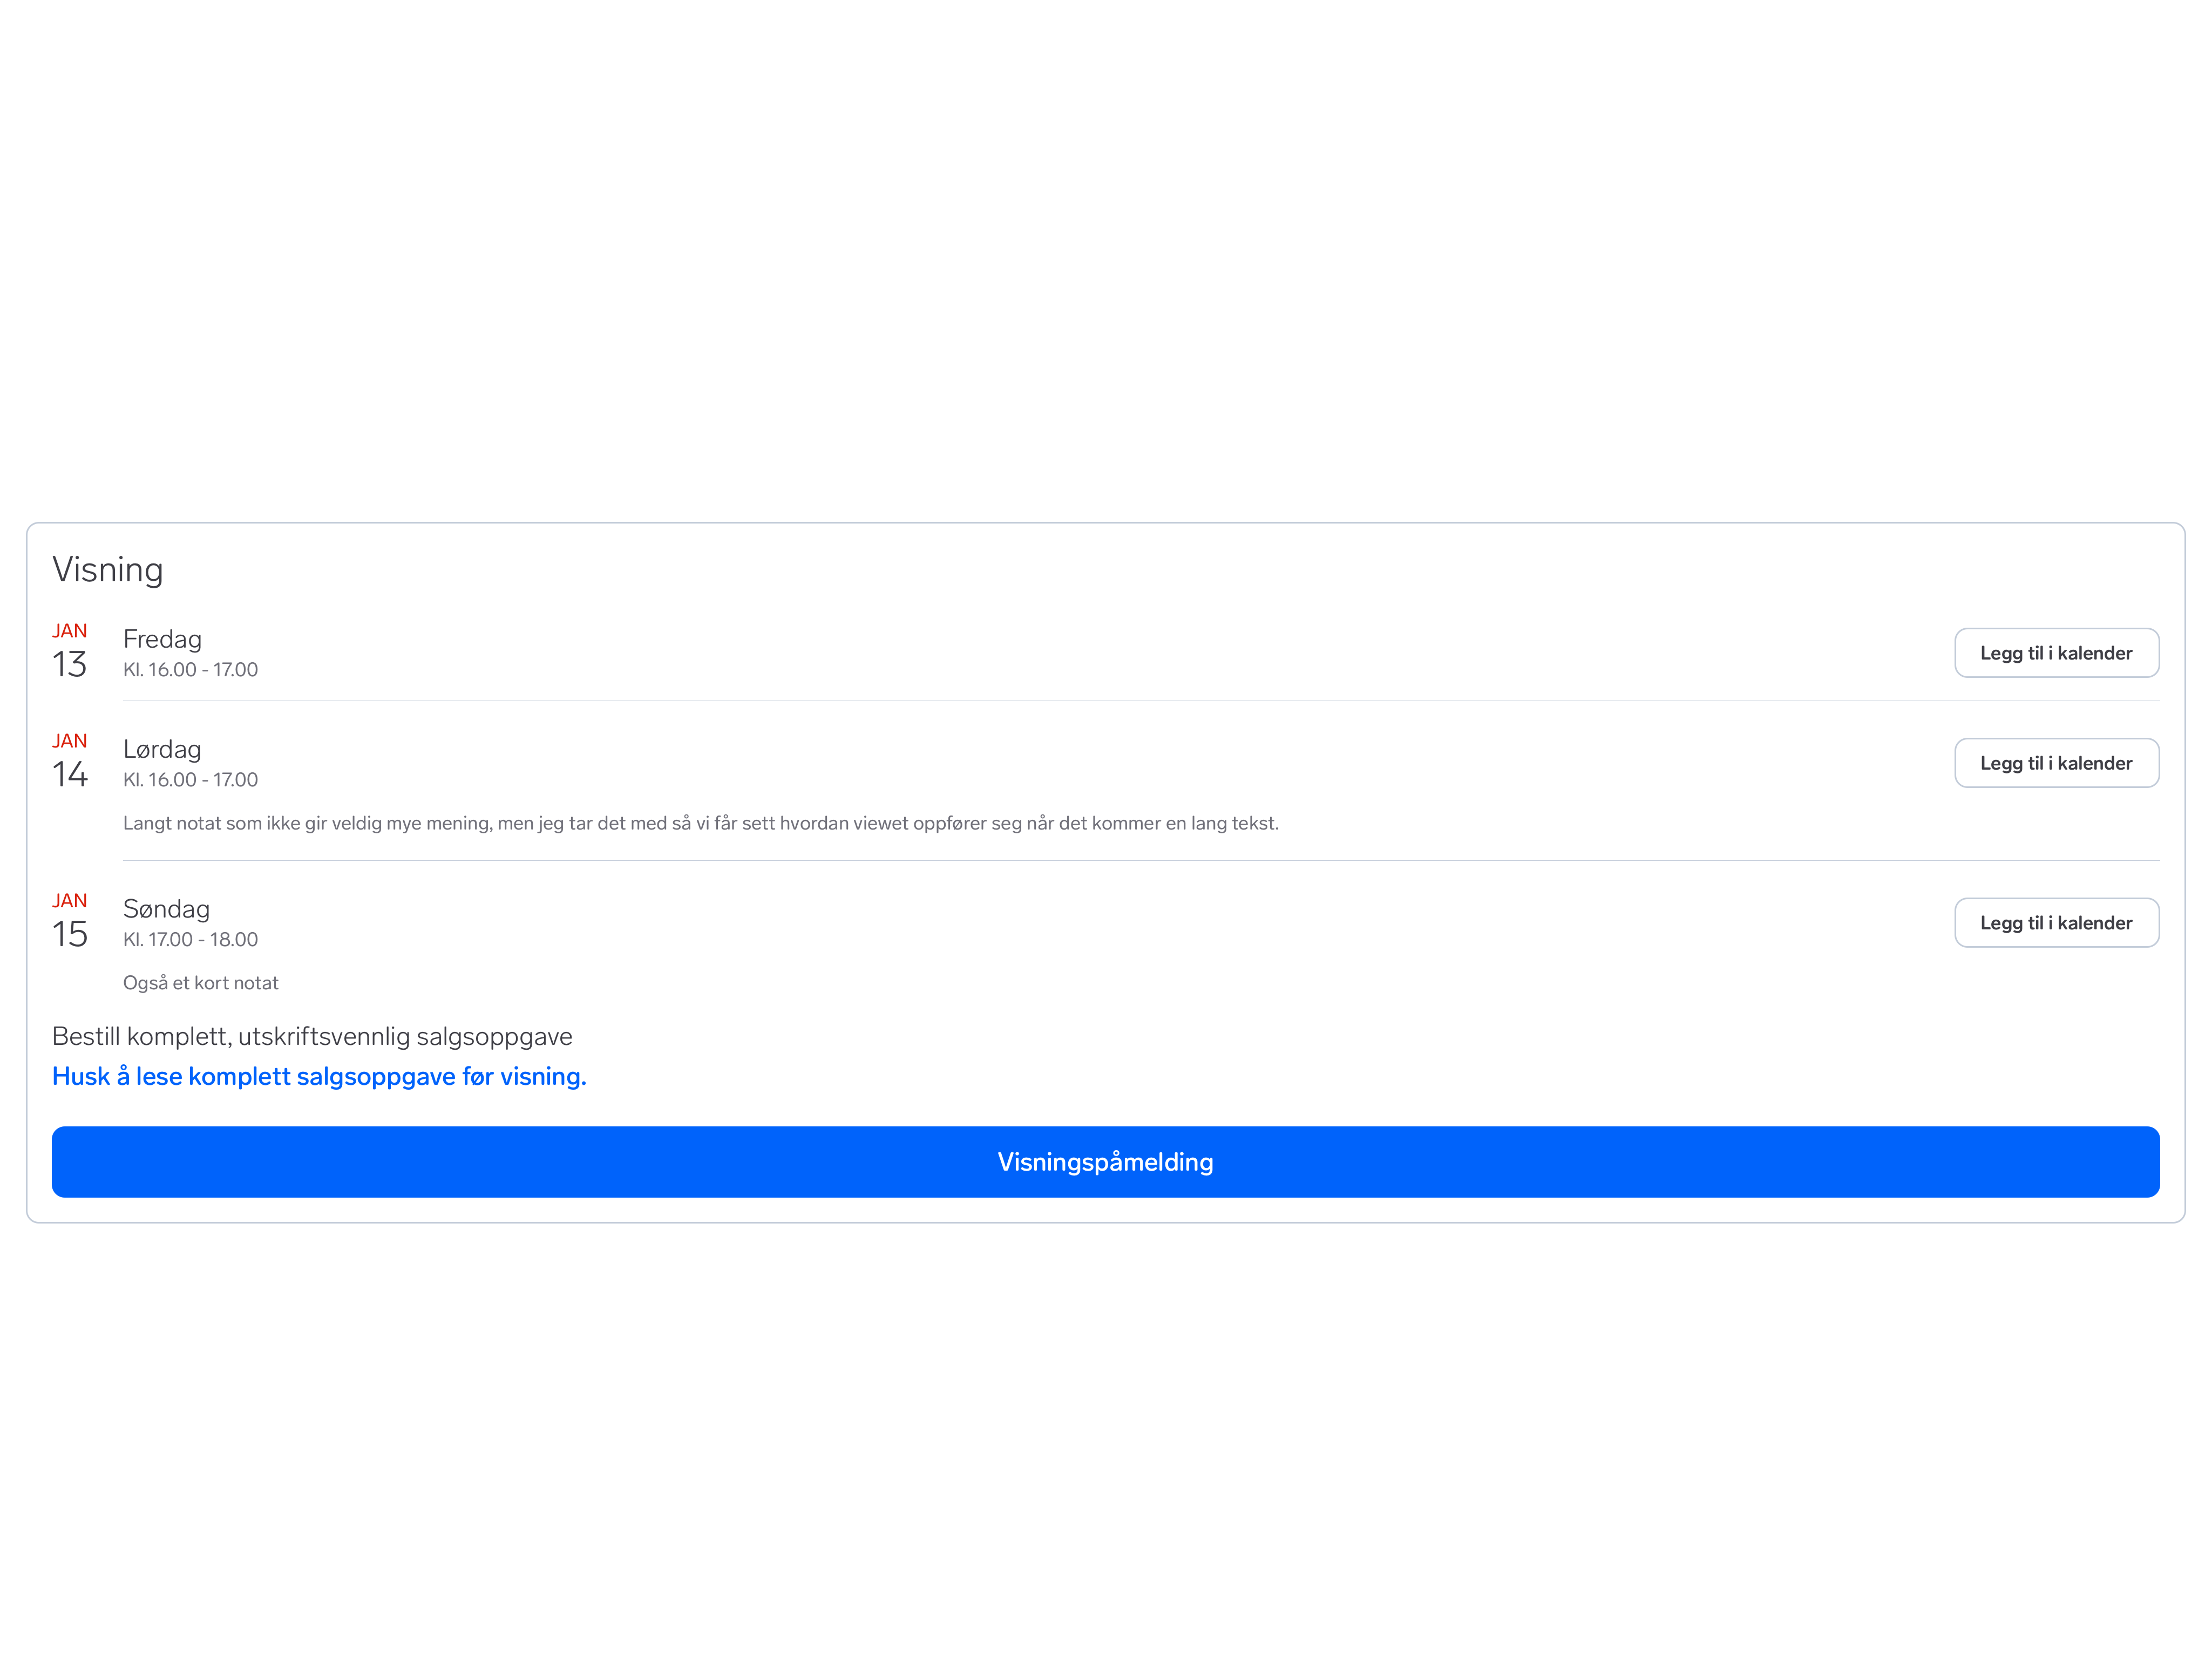 Visning
JAN
13
Fredag
Kl. 16.00 - 17.00
Legg til i kalender
JAN
14
Lørdag
Kl. 16.00 - 17.00
Legg til i kalender
Langt notat som ikke gir veldig mye mening, men jeg tar det med så vi får sett hvordan viewet oppfører seg når det kommer en lang tekst.
JAN
15
Søndag
Kl. 17.00 - 18.00
Legg til i kalender
Også et kort notat
Bestill komplett, utskriftsvennlig salgsoppgave
Husk å lese komplett salgsoppgave før visning.
Visningspåmelding